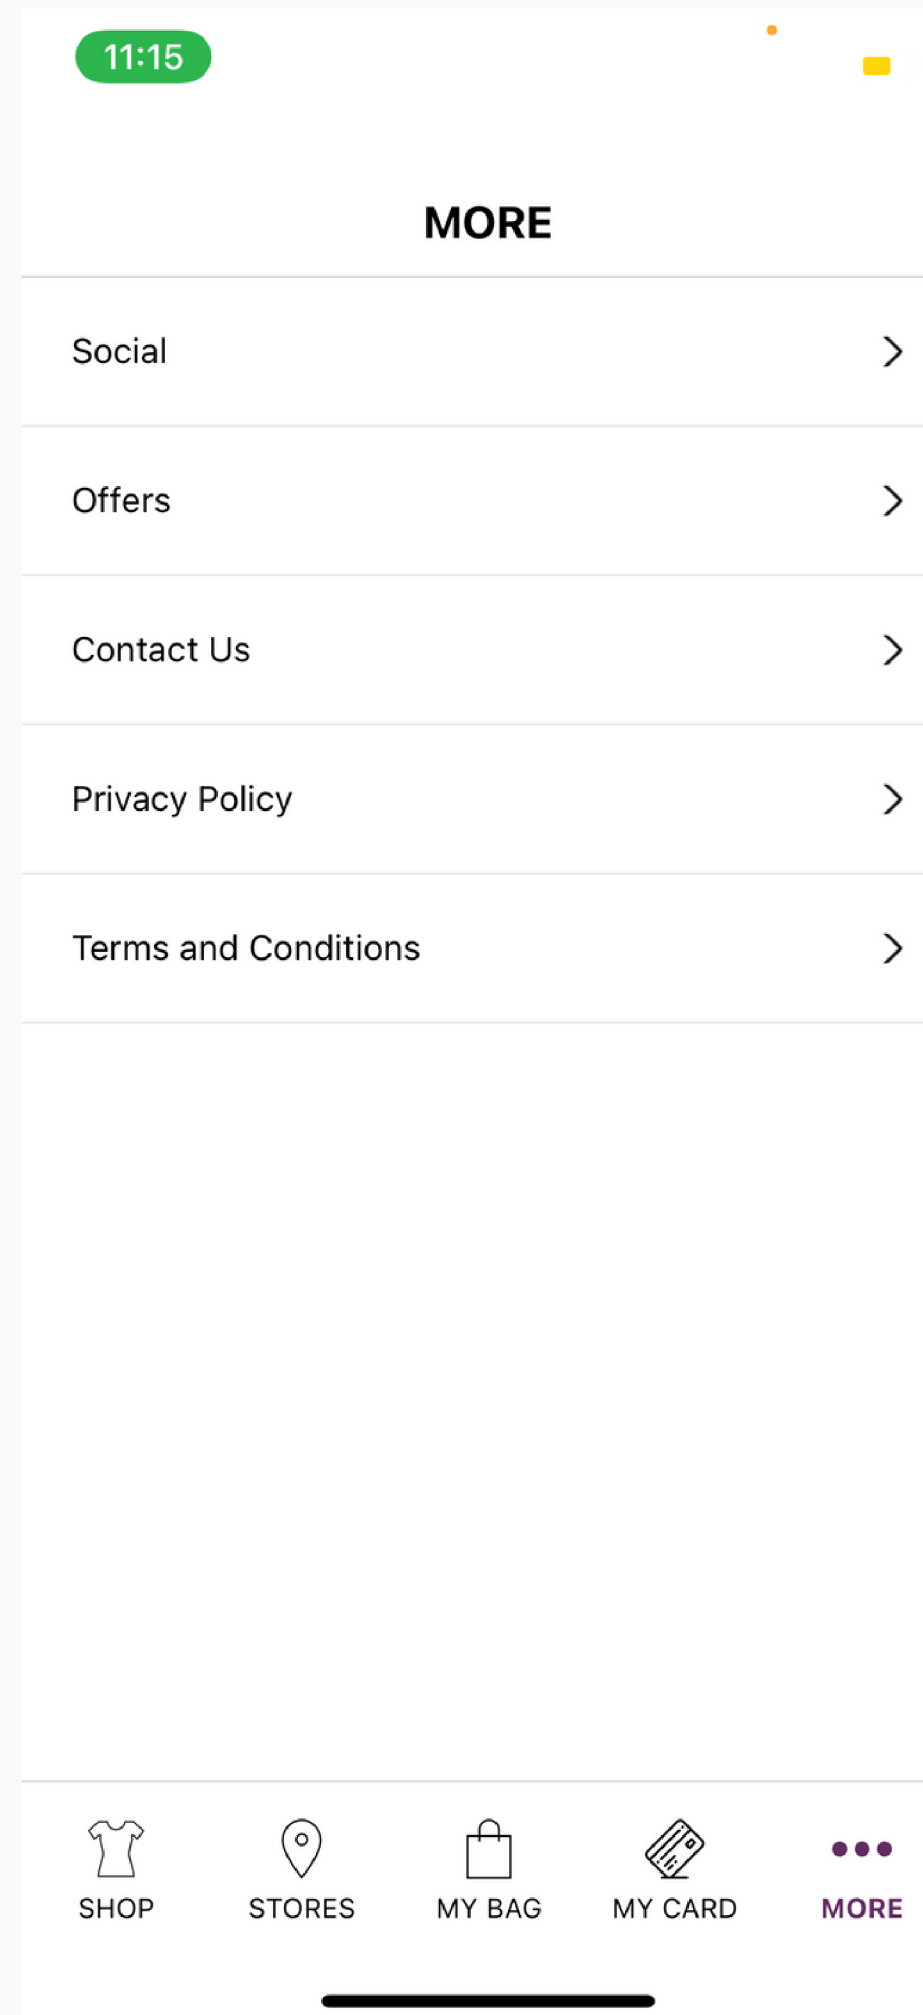 11:15
MORE
Social
Offers
Contact Us
Privacy Policy
Terms and Conditions
SHOP
STORES
MY BAG
MY CARD
MORE